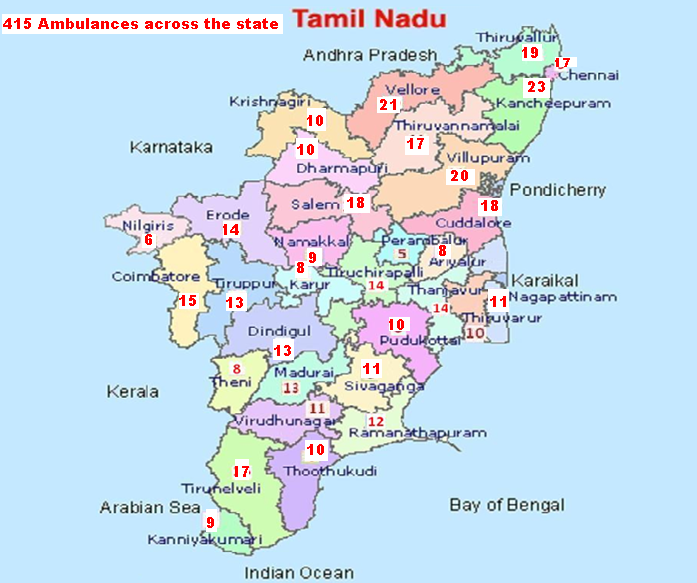 415 Ambulances across the state
Tamil Nadu
Thiruvallur
19
17
Chennai
Andhra Pradesh
23
Kancheepuram
Vellore
21
Krishnagiri
10
Thiruvannamalai
17
Karnataka
10
Dharmapuri
Villupuram
20
Pondicherry
Salem
18
18
Cuddalore
Erode
14
Nilgiris
6
Namakkal
9
Perambalur
5
8
Ariyalur
Coimbatore
15
Tiruppur
13
8
Karur
Tiruchirapalli
14
Thanjavur
14
Karaikal
Nagapattinam
11
Thiruvarur
10
Dindigul
13
10
Pudukottai
8
Theni
Madurai
13
11
Sivaganga
Kerala
Virudhunagar
11
12
Ramanathapuram
10
Thoothukudi
17
Tirunelveli
Arabian Sea
9
Kanniyakumari
Bay of Bengal
Indian Ocean